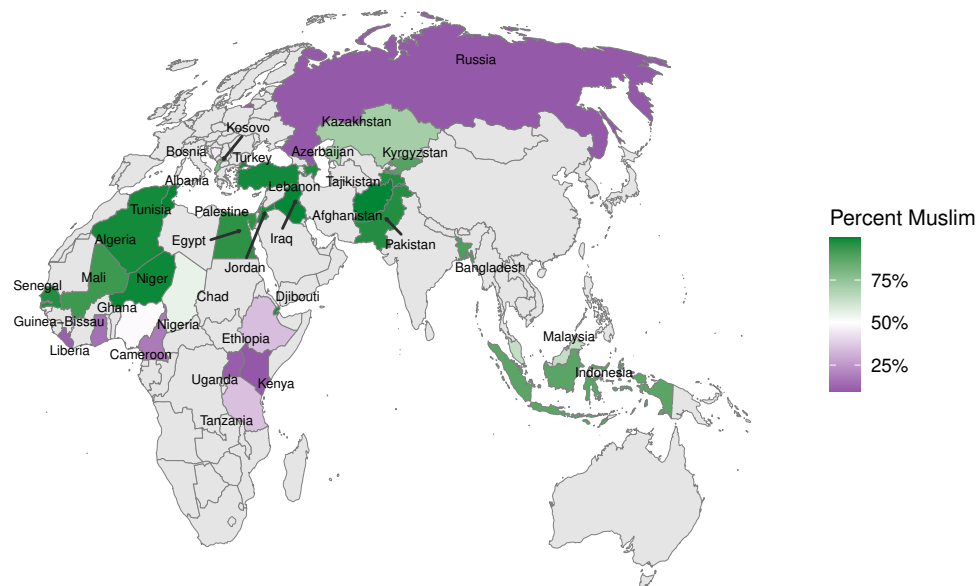 Russia
Kazakhstan
Kosovo
Bosnia
Turkey
Azerbaijan
Kyrgyzstan
Albania
Lebanon
Tajikistan
Tunisia
Palestine
Afghanistan
Algeria
Egypt
Iraq
Pakistan
Jordan
Bangladesh
Mali
Niger
Senegal
Chad
Djibouti
Ghana
Guinea−Bissau
Nigeria
Ethiopia
Malaysia
Liberia
Cameroon
Indonesia
Uganda
Kenya
Tanzania
Percent Muslim
75%
50%
25%